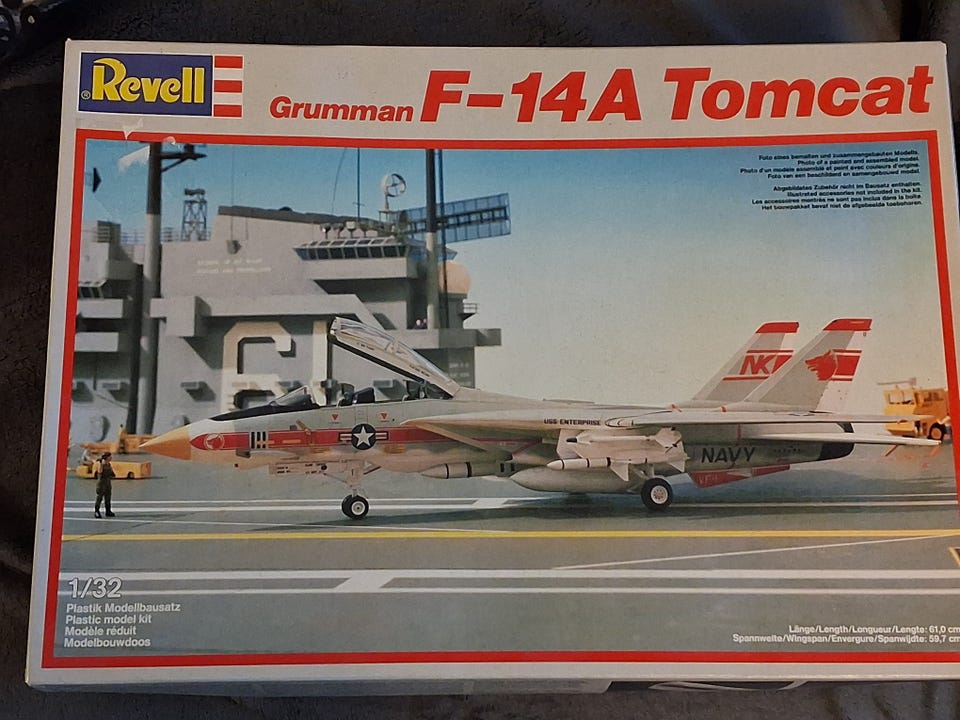 ® Revell
Grumman F-14A Tomcat
Foto eines bemalten und zusammengebauten Modells.
Photo of a painted and assembled model.
Photo d'un modèle assemblé et peint avec couleurs d'origine.
Foto van een beschilderd en samengebouwd model.
Abgebildetes Zubehör nicht im Bausatz enthalten.
Illustrated accessories not included in the kit.
Les accessoires montrés ne sont pas inclus dans la boîte.
Het bouwpakket bevat niet de afgebeelde toebehoren.
61
NK
USS ENTERPRISE
NAVY
VF-1
1/32
Plastik Modellbausatz
Plastic model kit
Modèle réduit
Modelbouwdoos
Länge/Length/Longueur/Lengte: 61,0 cm
Spannweite/Wingspan/Envergure/Spanwijdte: 59,7 cm